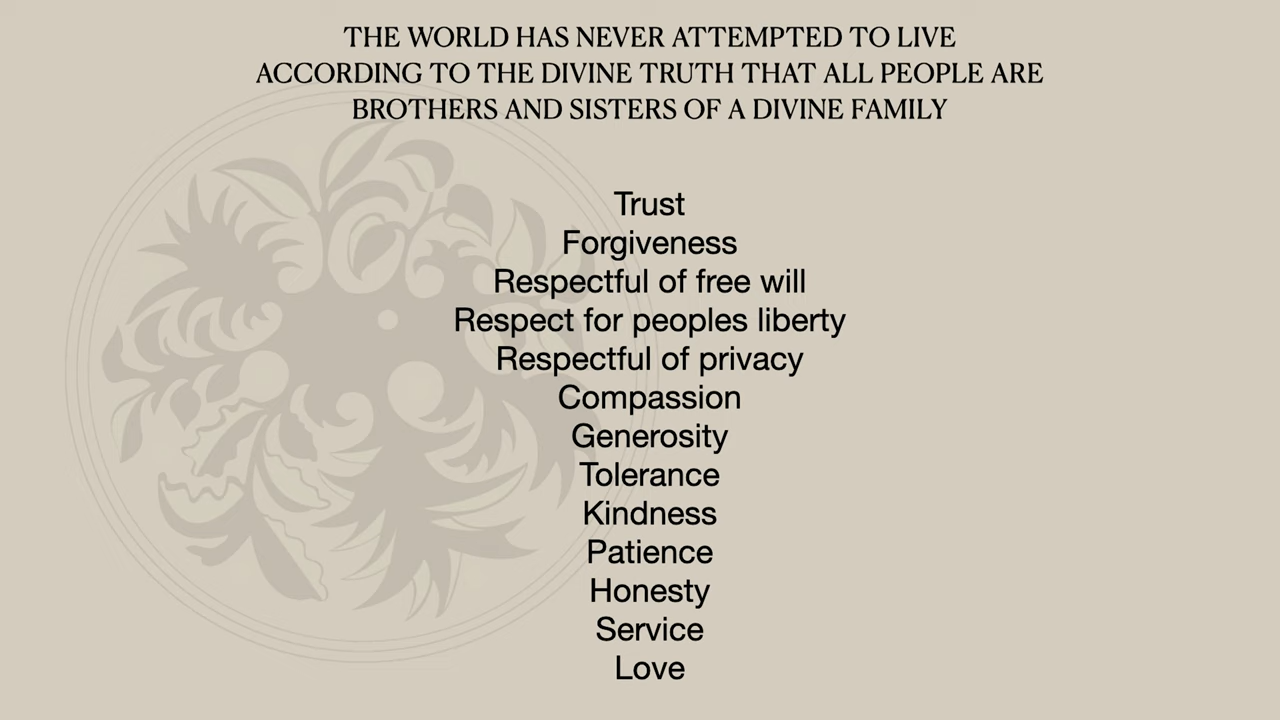 THE WORLD HAS NEVER ATTEMPTED TO LIVE
ACCORDING TO THE DIVINE TRUTH THAT ALL PEOPLE ARE
BROTHERS AND SISTERS OF A DIVINE FAMILY
Trust
Forgiveness
Respectful of free will
Respect for peoples liberty
Respectful of privacy
Compassion
Generosity
Tolerance
Kindness
Patience
Honesty
Service
Love